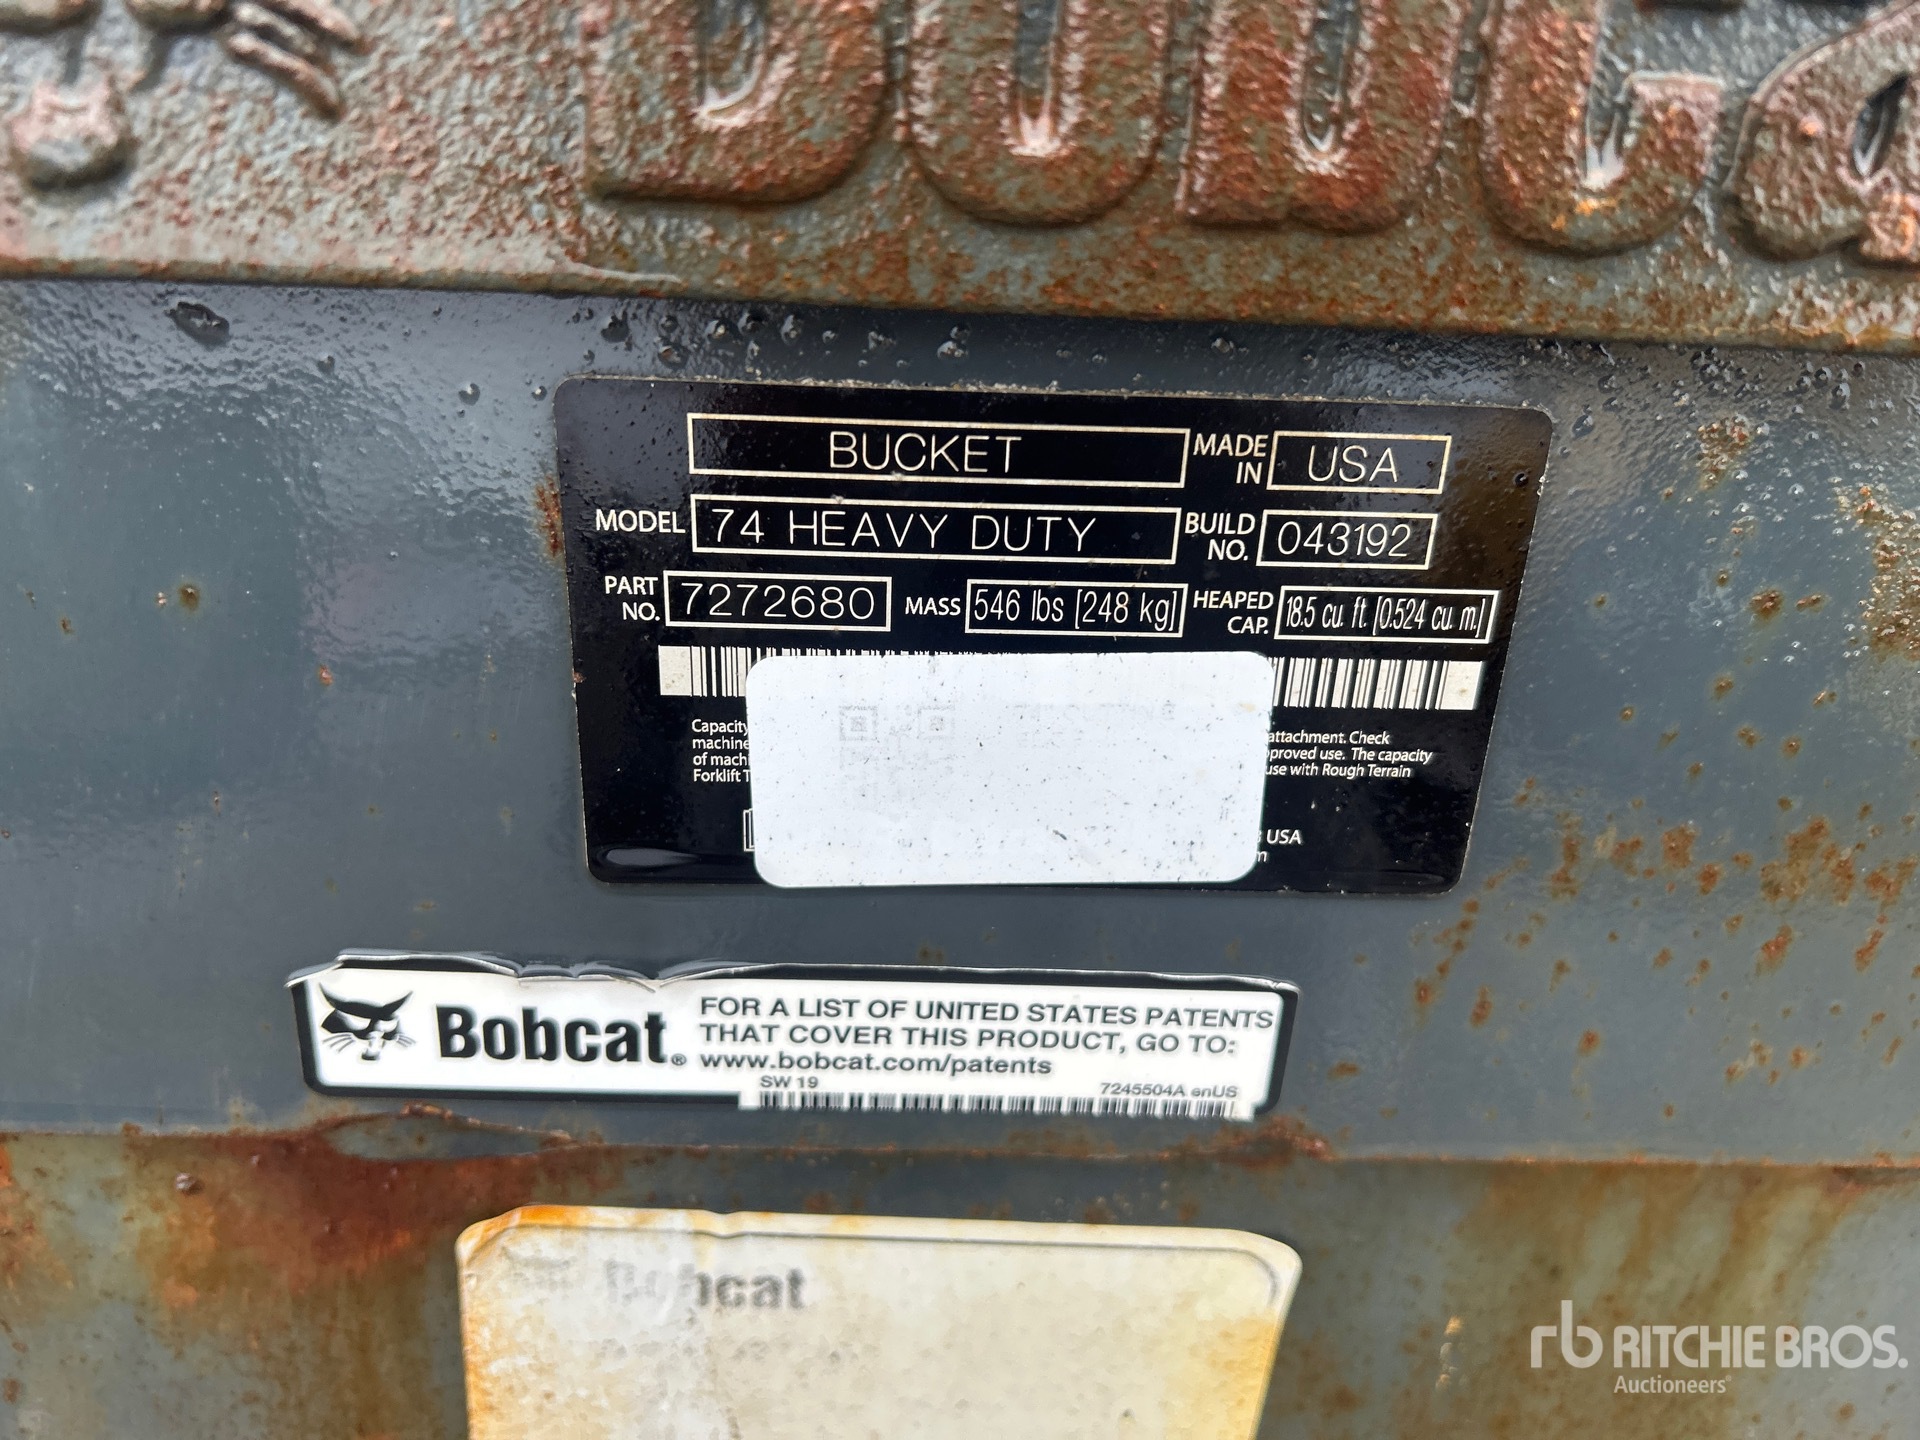 Bobca
BUCKET MADE IN USA
MODEL 74 HEAVY DUTY BUILD NO. 043192
PART NO. 7272680 MASS 546 lbs [248 kg] HEAPED CAP. 18.5 cu. ft. [0.524 cu. m.]
Capacity attachment. Check
machine use. The capacity
of use with Rough Terrain
Forklift
USA
Bobcat® FOR A LIST OF UNITED STATES PATENTS
THAT COVER THIS PRODUCT, GO TO:
www.bobcat.com/patents
SW 19 7245504A enUS
Bobcat
rb RITCHIE BROS.
Auctioneers